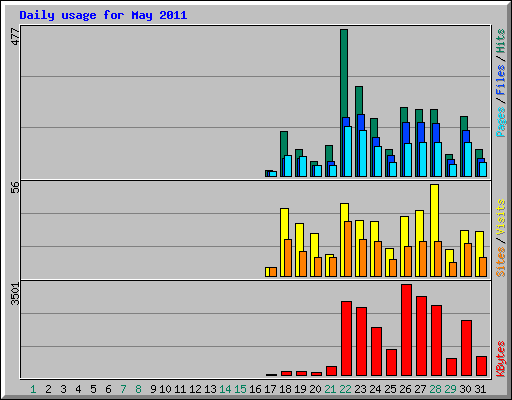 Daily usage for May 2011
477
Pages / Files / Hits
56
Sites / Visits
3501
KBytes
1 2 3 4 5 6 7 8 9 10 11 12 13 14 15 16 17 18 19 20 21 22 23 24 25 26 27 28 29 30 31